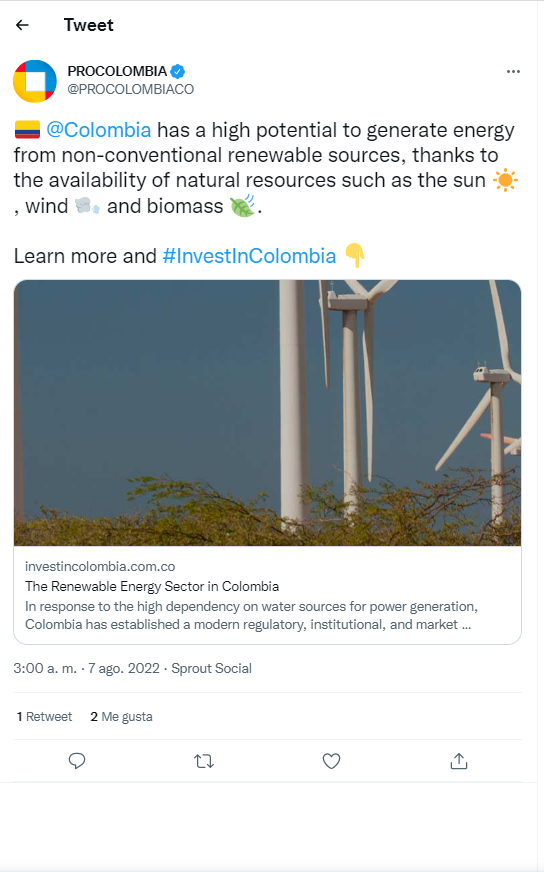 Tweet
PROCOLOMBIA
@PROCOLOMBIACO
🇨🇴 @Colombia has a high potential to generate energy
from non-conventional renewable sources, thanks to
the availability of natural resources such as the sun ☀️
, wind 🌬️ and biomass 🍃.
Learn more and #InvestInColombia 👇
investincolombia.com.co
The Renewable Energy Sector in Colombia
In response to the high dependency on water sources for power generation,
Colombia has established a modern regulatory, institutional, and market ...
3:00 a. m. · 7 ago. 2022 · Sprout Social
1 Retweet 2 Me gusta